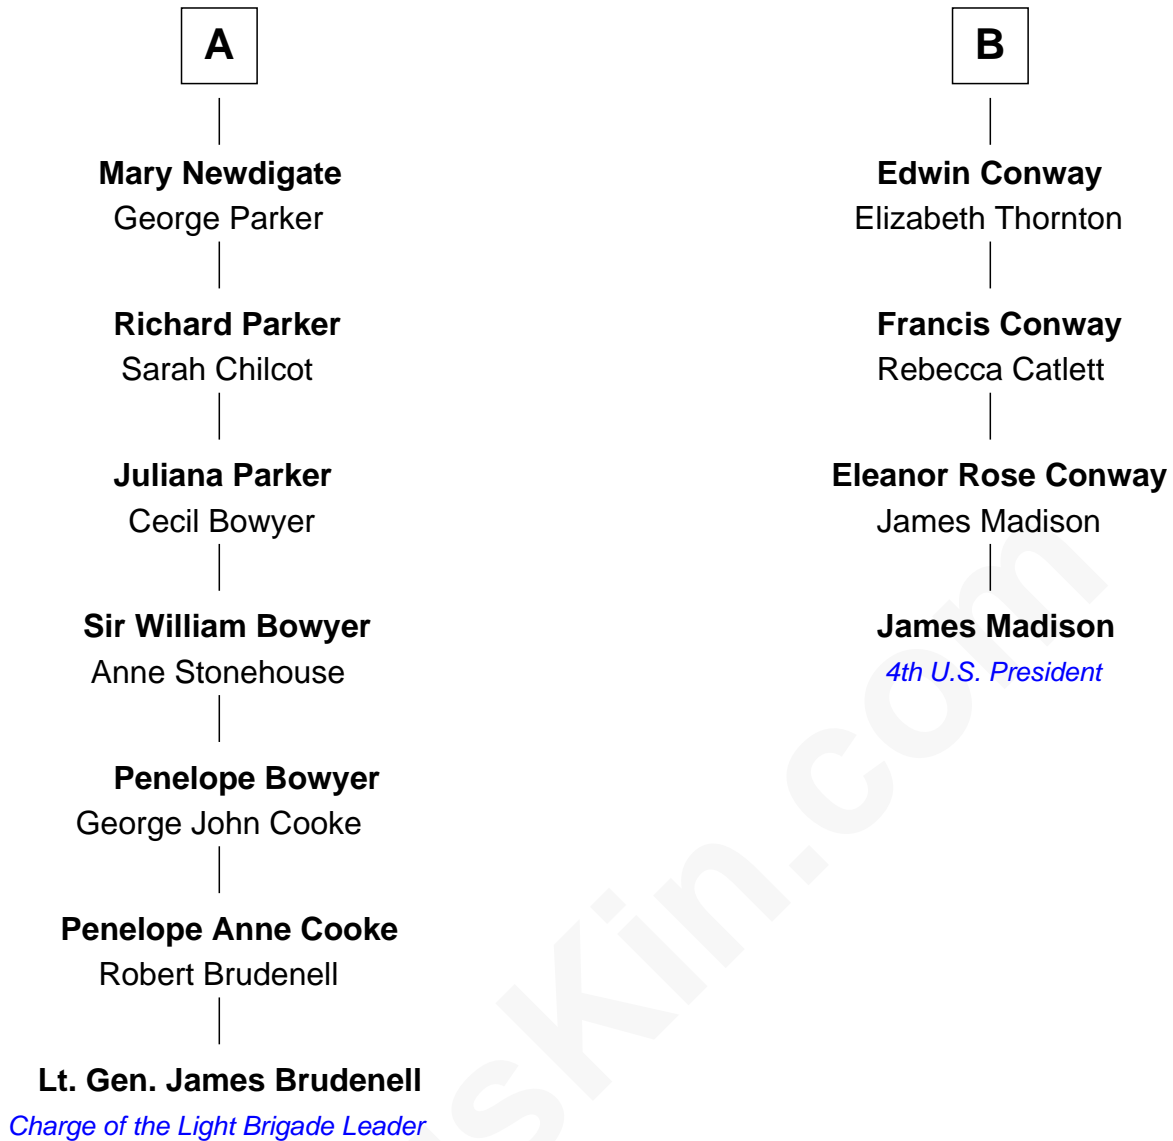 A
Mary Newdigate
George Parker
Richard Parker
Sarah Chilcot
Juliana Parker
Cecil Bowyer
Sir William Bowyer
Anne Stonehouse
Penelope Bowyer
George John Cooke
Penelope Anne Cooke
Robert Brudenell
Lt. Gen. James Brudenell
Charge of the Light Brigade Leader
B
Edwin Conway
Elizabeth Thornton
Francis Conway
Rebecca Catlett
Eleanor Rose Conway
James Madison
James Madison
4th U.S. President